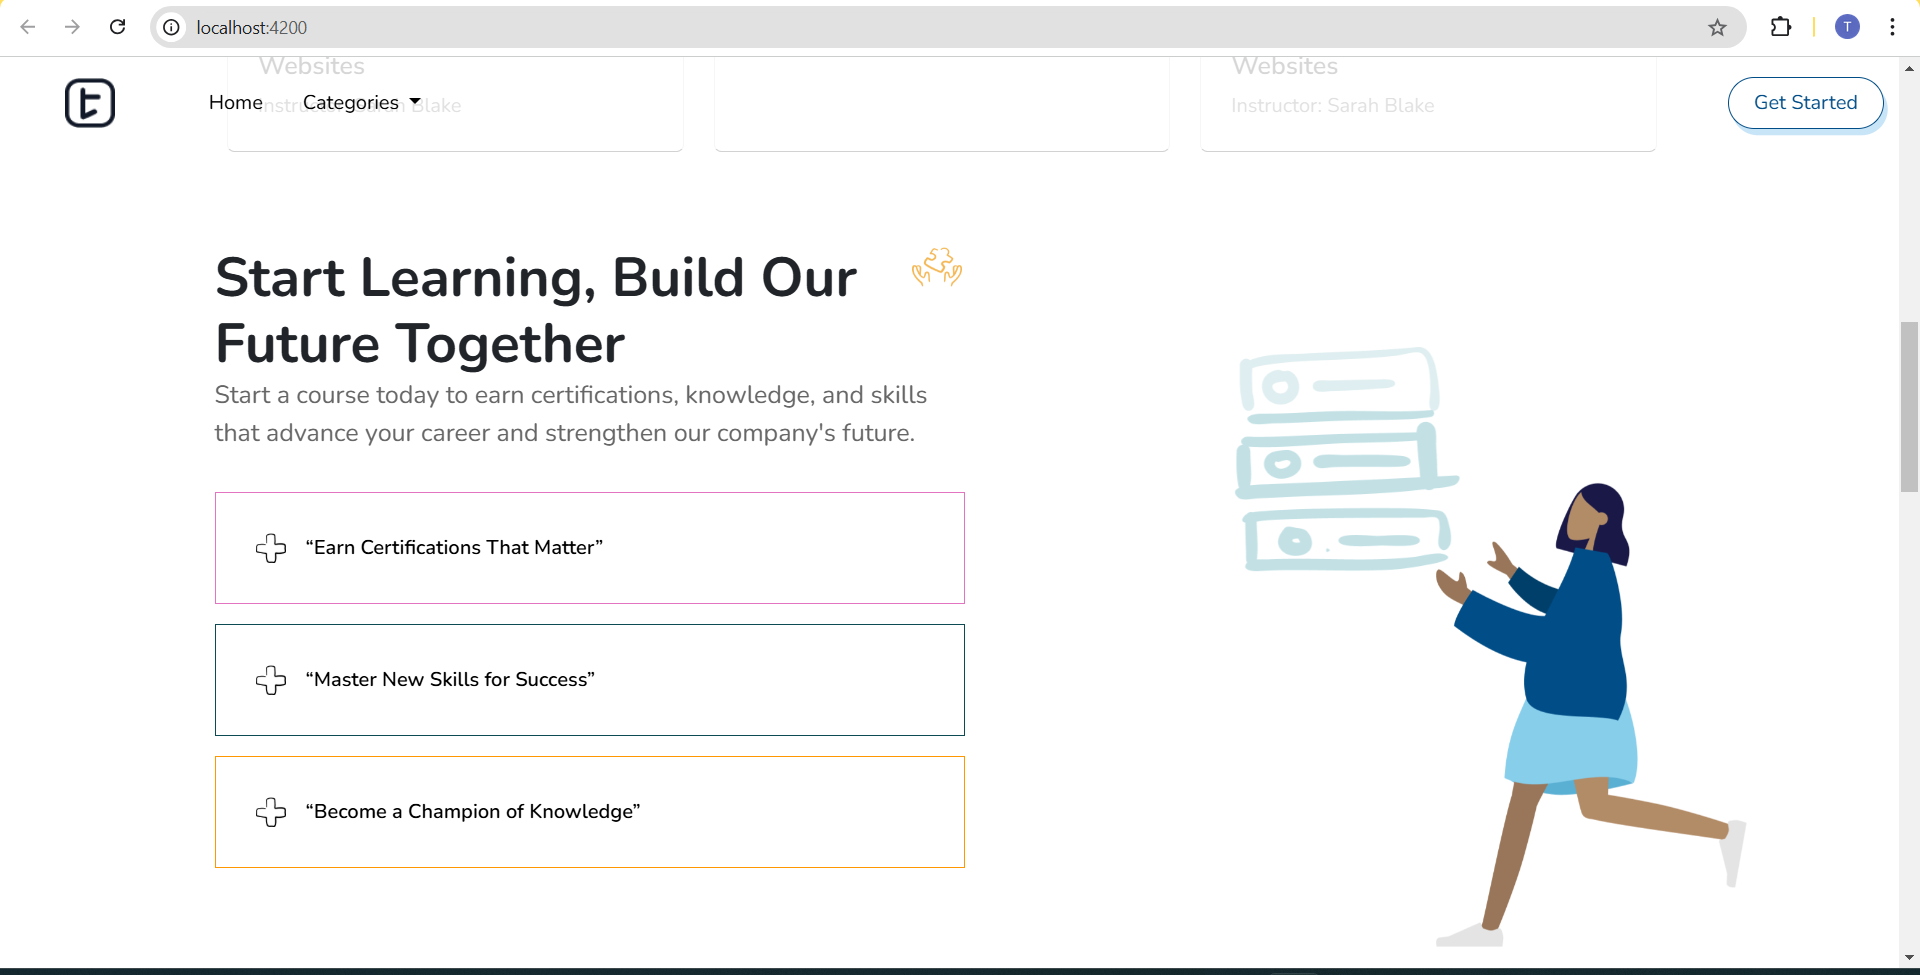 localhost:4200
T
Websites
Websites
Home
Categories
Instructor: Sarah Blake
Instructor: Sarah Blake
Get Started
Start Learning, Build Our
Future Together
Start a course today to earn certifications, knowledge, and skills
that advance your career and strengthen our company's future.
“Earn Certifications That Matter”
“Master New Skills for Success”
“Become a Champion of Knowledge”